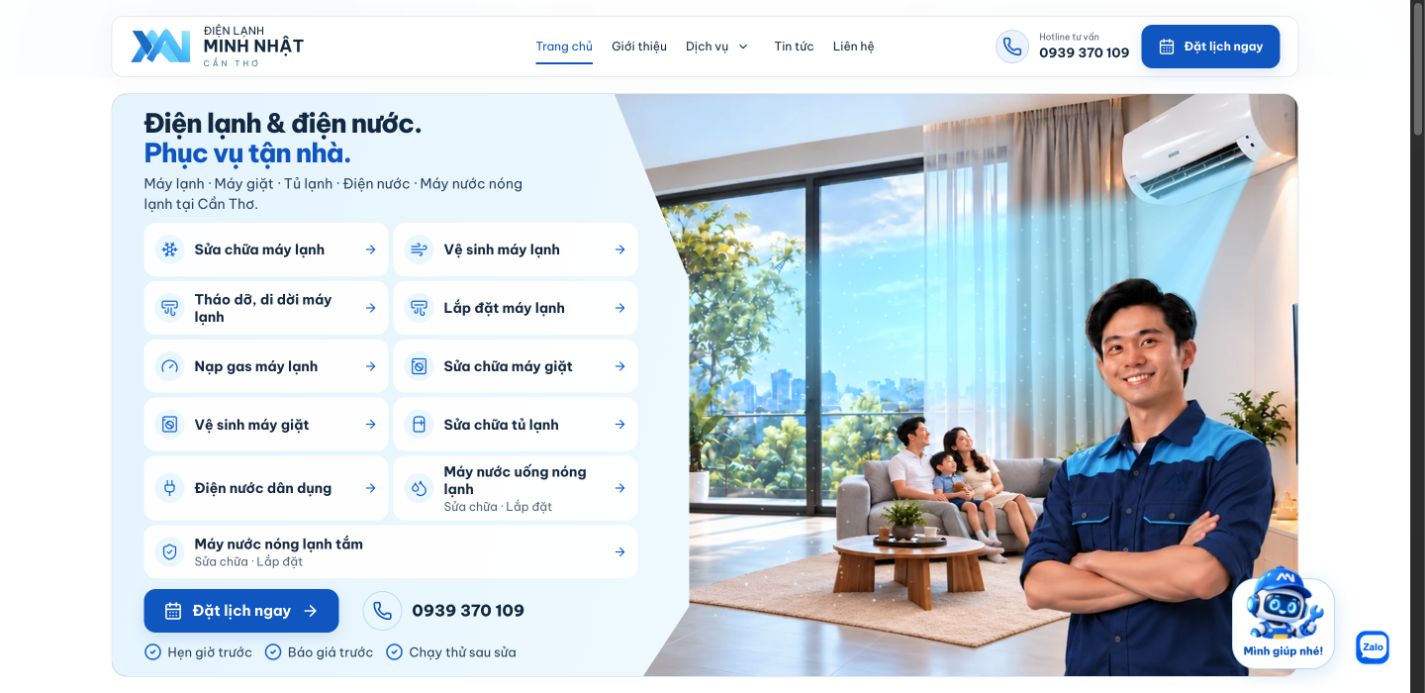 ĐIỆN LẠNH
MINH NHẬT
CẦN THƠ
Trang chủ
Giới thiệu
Dịch vụ
Tin tức
Liên hệ
Hotline tư vấn
0939 370 109
Đặt lịch ngay
Điện lạnh & điện nước.
Phục vụ tận nhà.
Máy lạnh · Máy giặt · Tủ lạnh · Điện nước · Máy nước nóng
lạnh tại Cần Thơ.
Sửa chữa máy lạnh
Vệ sinh máy lạnh
Tháo dỡ, di dời máy
lạnh
Lắp đặt máy lạnh
Nạp gas máy lạnh
Sửa chữa máy giặt
Vệ sinh máy giặt
Sửa chữa tủ lạnh
Điện nước dân dụng
Máy nước uống nóng
lạnh
Sửa chữa · Lắp đặt
Máy nước nóng lạnh tắm
Sửa chữa · Lắp đặt
Đặt lịch ngay
0939 370 109
Hẹn giờ trước
Báo giá trước
Chạy thử sau sửa
Mình giúp nhé!
Zalo